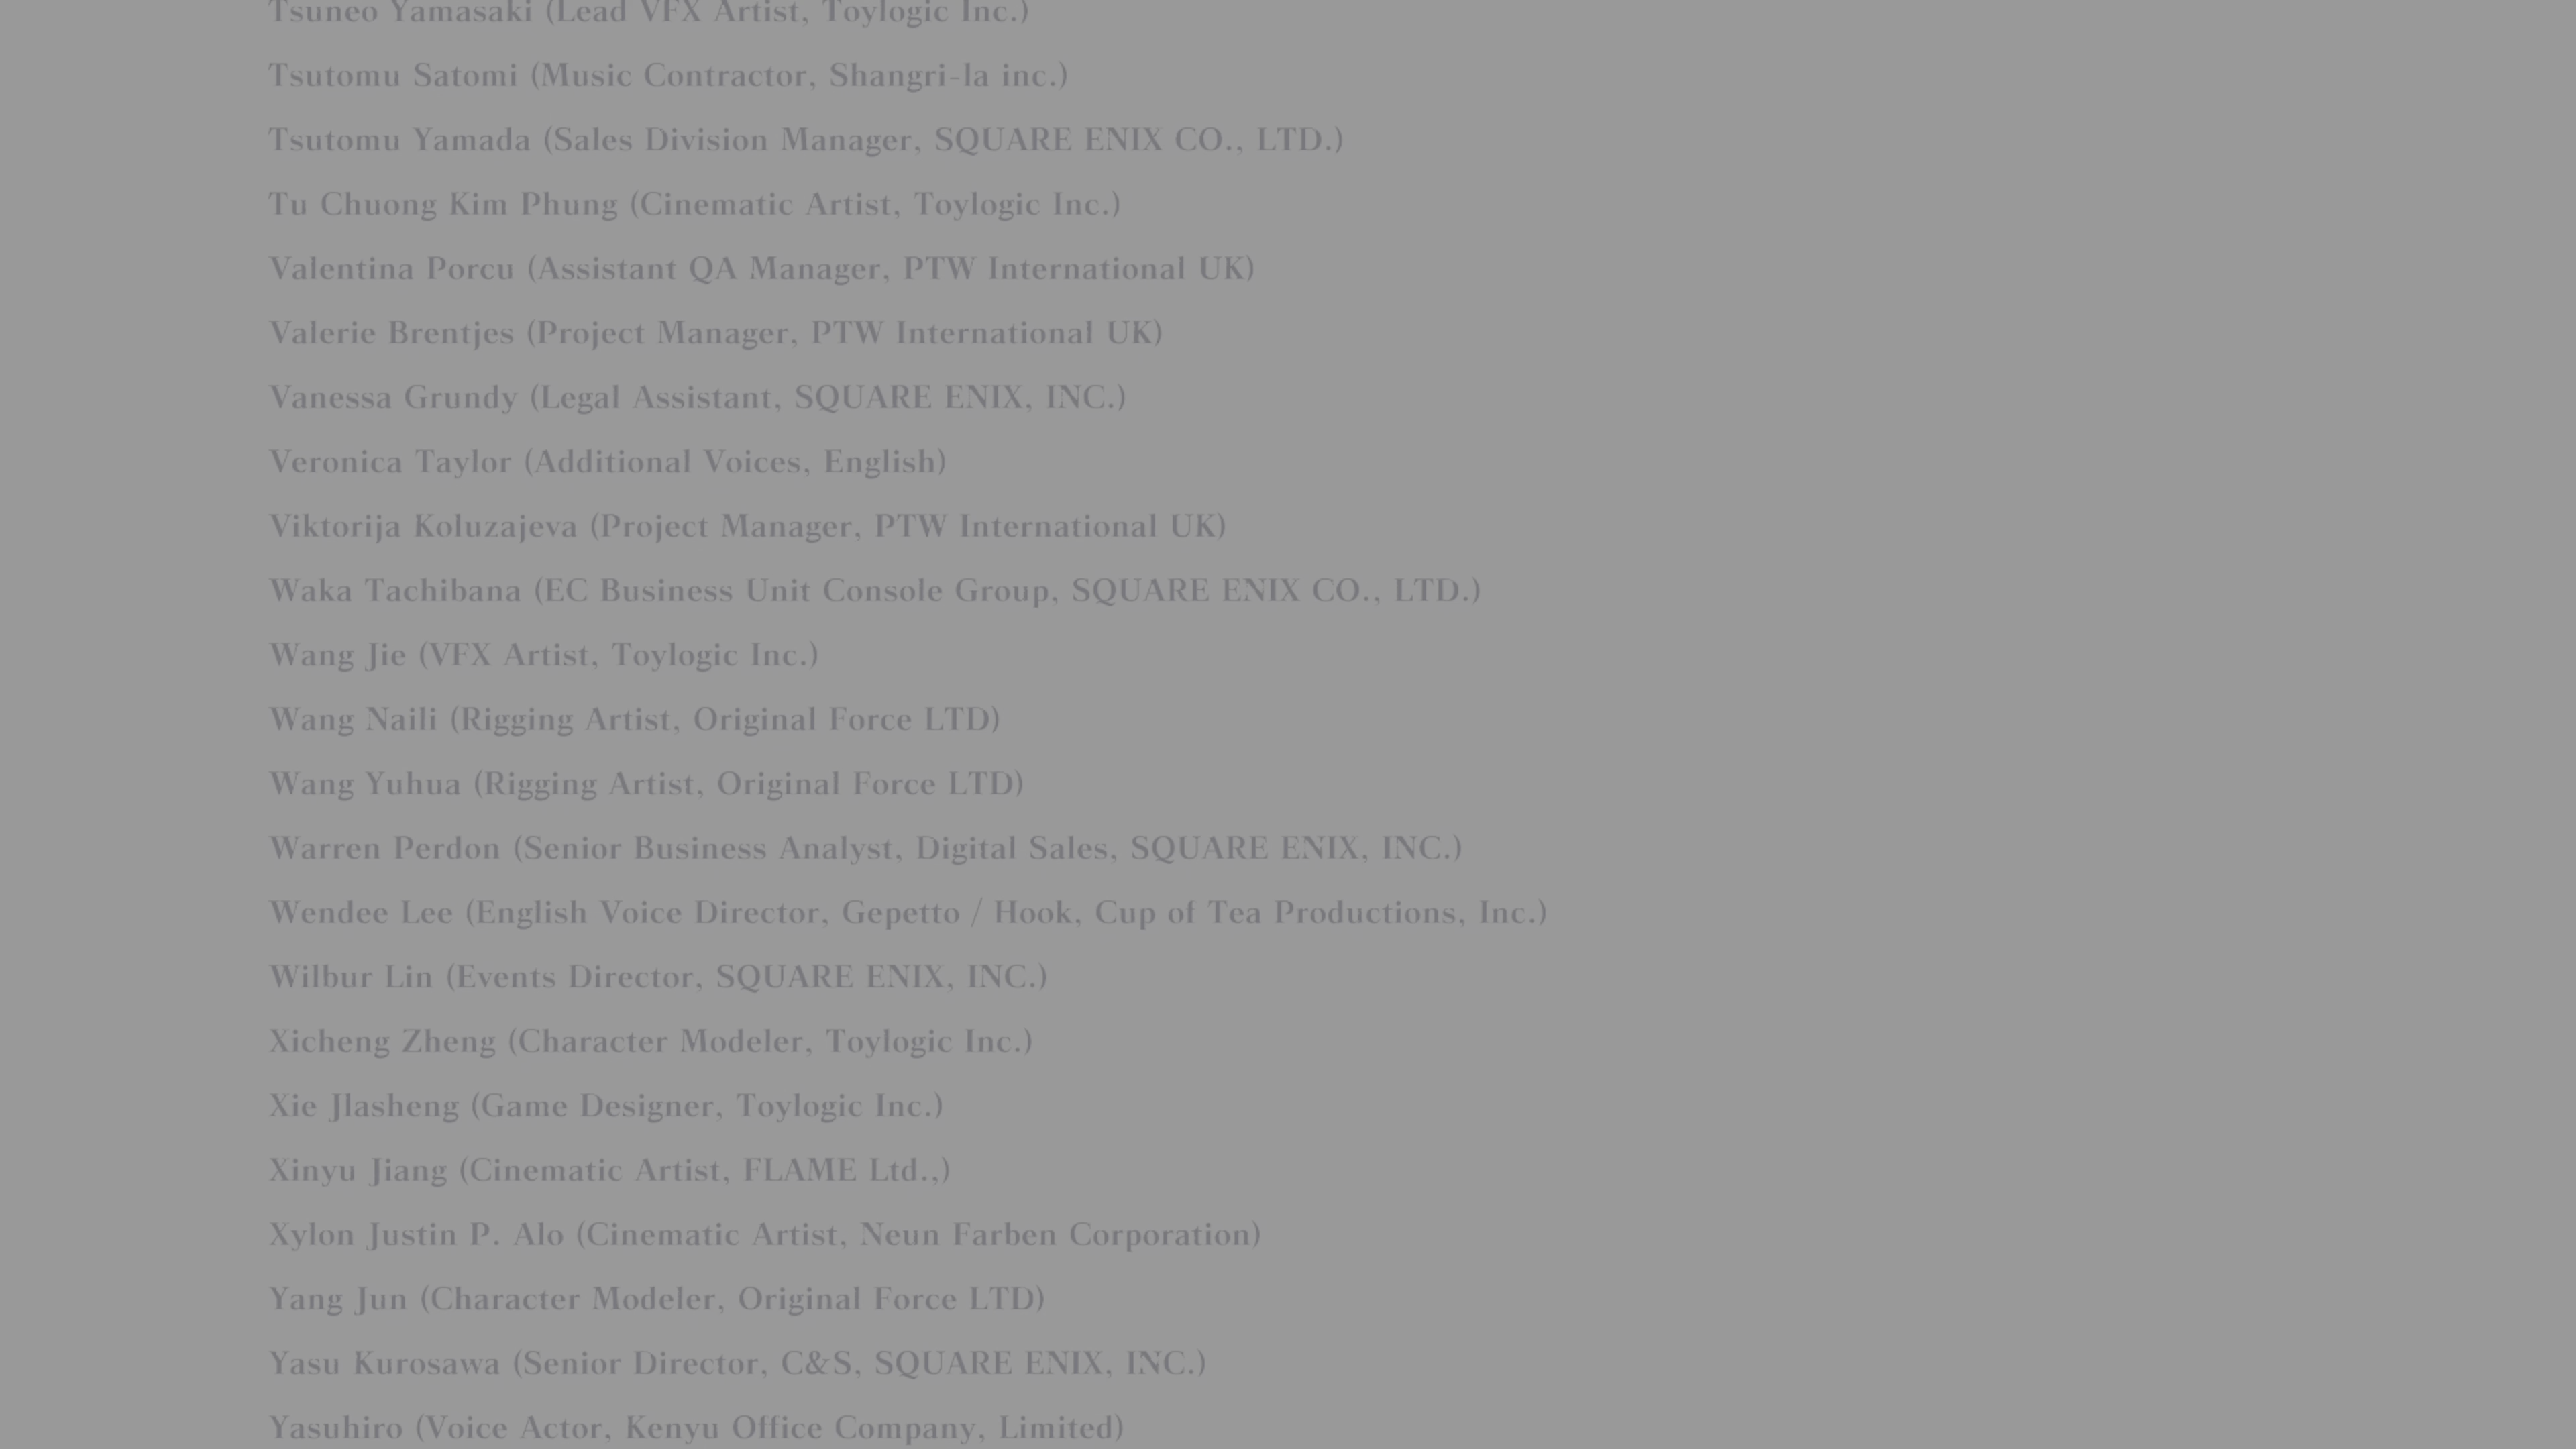 Tsuneo Yamasaki (Lead VFX Artist, Toylogic Inc.)
Tsutomu Satomi (Music Contractor, Shangri-la inc.)
Tsutomu Yamada (Sales Division Manager, SQUARE ENIX CO., LTD.)
Tu Chuong Kim Phung (Cinematic Artist, Toylogic Inc.)
Valentina Porcu (Assistant QA Manager, PTW International UK)
Valerie Brentjes (Project Manager, PTW International UK)
Vanessa Grundy (Legal Assistant, SQUARE ENIX, INC.)
Veronica Taylor (Additional Voices, English)
Viktorija Koluzajeva (Project Manager, PTW International UK)
Waka Tachibana (EC Business Unit Console Group, SQUARE ENIX CO., LTD.)
Wang Jie (VFX Artist, Toylogic Inc.)
Wang Naili (Rigging Artist, Original Force LTD)
Wang Yuhua (Rigging Artist, Original Force LTD)
Warren Perdon (Senior Business Analyst, Digital Sales, SQUARE ENIX, INC.)
Wendee Lee (English Voice Director, Gepetto / Hook, Cup of Tea Productions, Inc.)
Wilbur Lin (Events Director, SQUARE ENIX, INC.)
Xicheng Zheng (Character Modeler, Toylogic Inc.)
Xie Jlasheng (Game Designer, Toylogic Inc.)
Xinyu Jiang (Cinematic Artist, FLAME Ltd.,)
Xylon Justin P. Alo (Cinematic Artist, Neun Farben Corporation)
Yang Jun (Character Modeler, Original Force LTD)
Yasu Kurosawa (Senior Director, C&S, SQUARE ENIX, INC.)
Yasuhiro (Voice Actor, Kenyu Office Company, Limited)